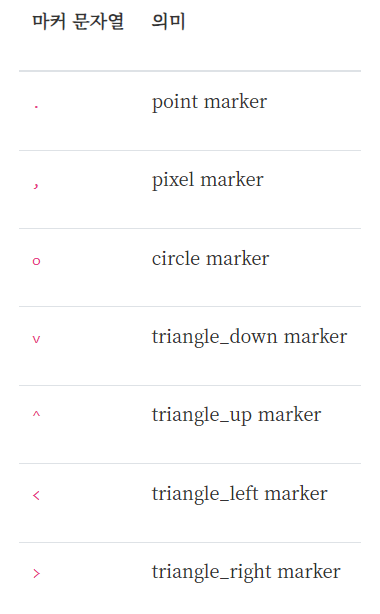 마커 문자열 의미
. point marker
, pixel marker
o circle marker
v triangle_down marker
^ triangle_up marker
< triangle_left marker
> triangle_right marker